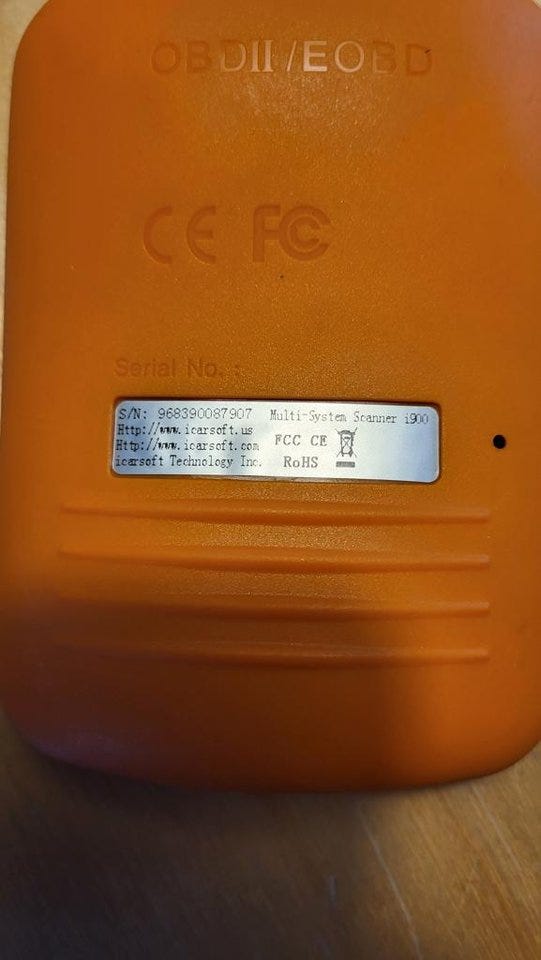 OBDII/EOBD
CE FC
Serial No. :
S/N: 968390087907 Multi-System Scanner i900
Http://www.icarsoft.us
Http://www.icarsoft.com
FCC CE
icarsoft Technology Inc.
RoHS